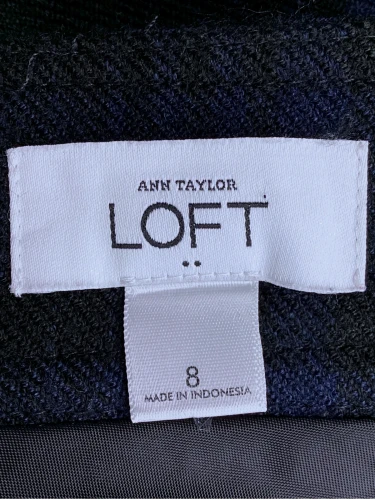 ANN TAYLOR
LOFT
8
MADE IN INDONESIA